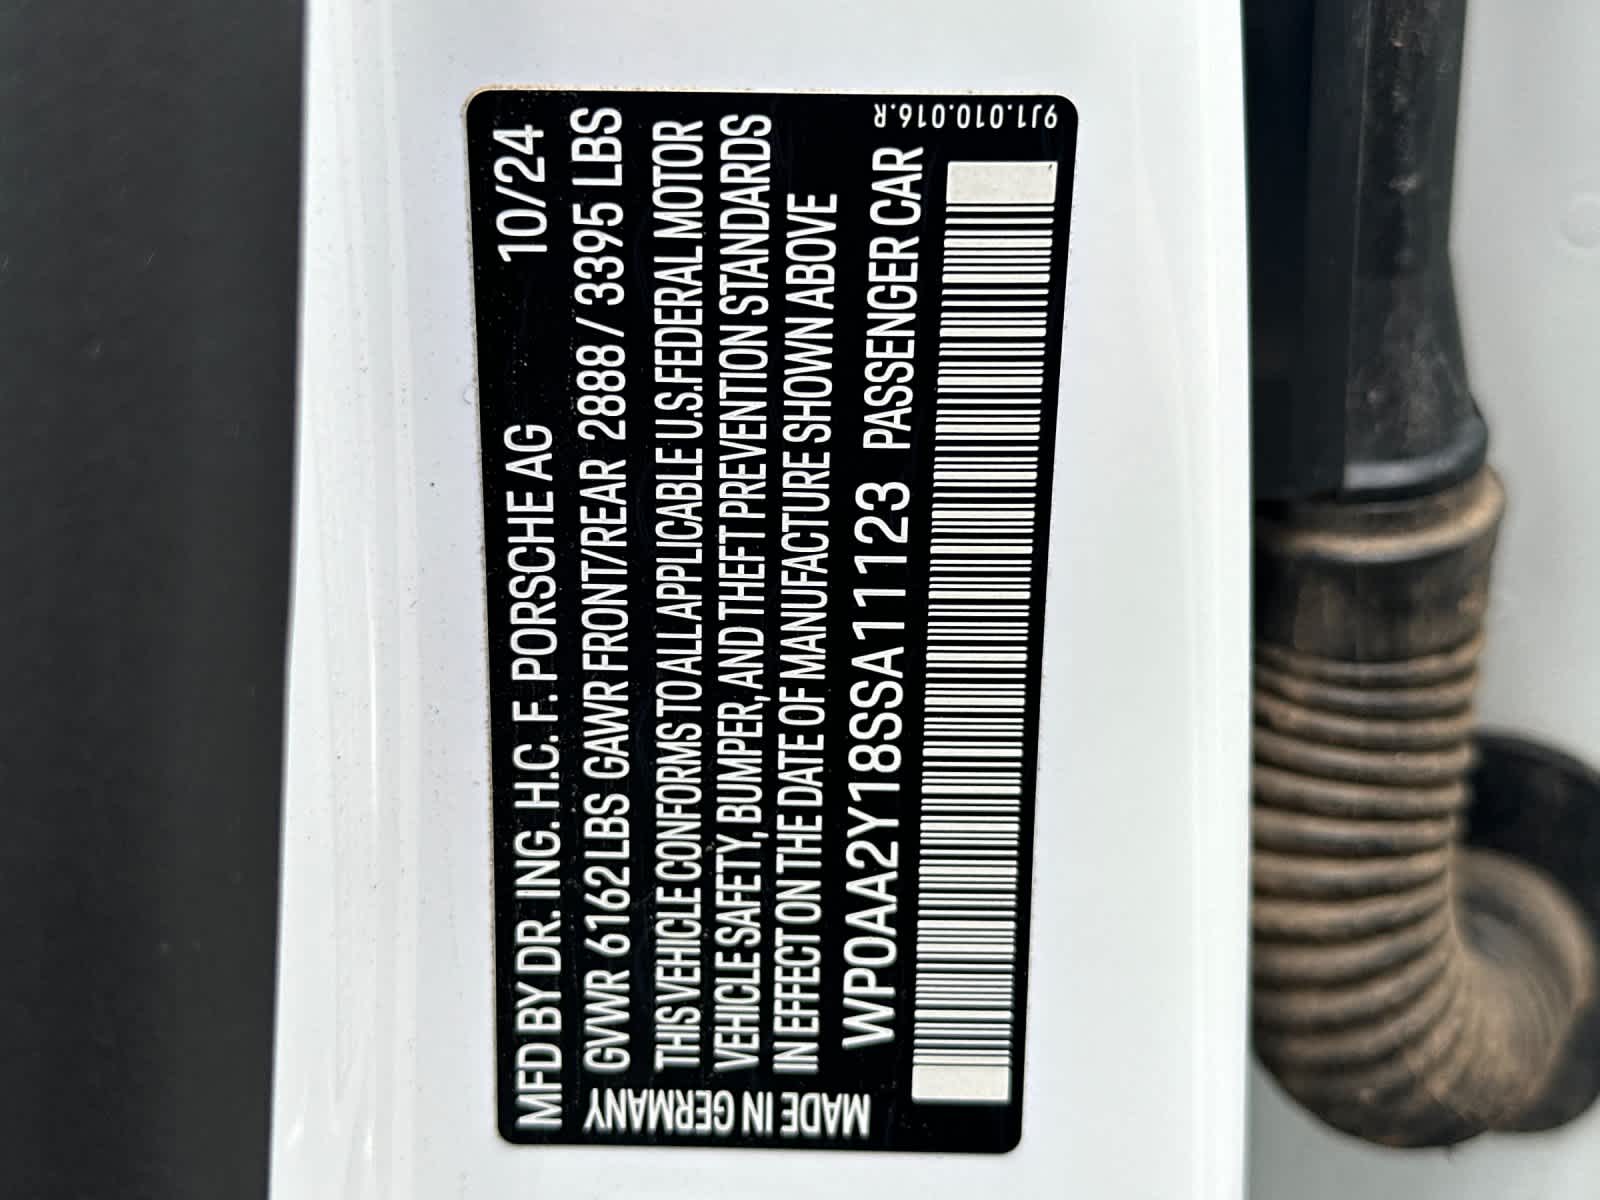 MFD BY DR. ING. H.C. F. PORSCHE AG 10/24
GVWR 6162 LBS GAWR FRONT/REAR 2888 / 3395 LBS
THIS VEHICLE CONFORMS TO ALL APPLICABLE U.S. FEDERAL MOTOR
VEHICLE SAFETY, BUMPER, AND THEFT PREVENTION STANDARDS
IN EFFECT ON THE DATE OF MANUFACTURE SHOWN ABOVE
WP0AA2Y18SSA11123 PASSENGER CAR
MADE IN GERMANY
9J1.010.016.R